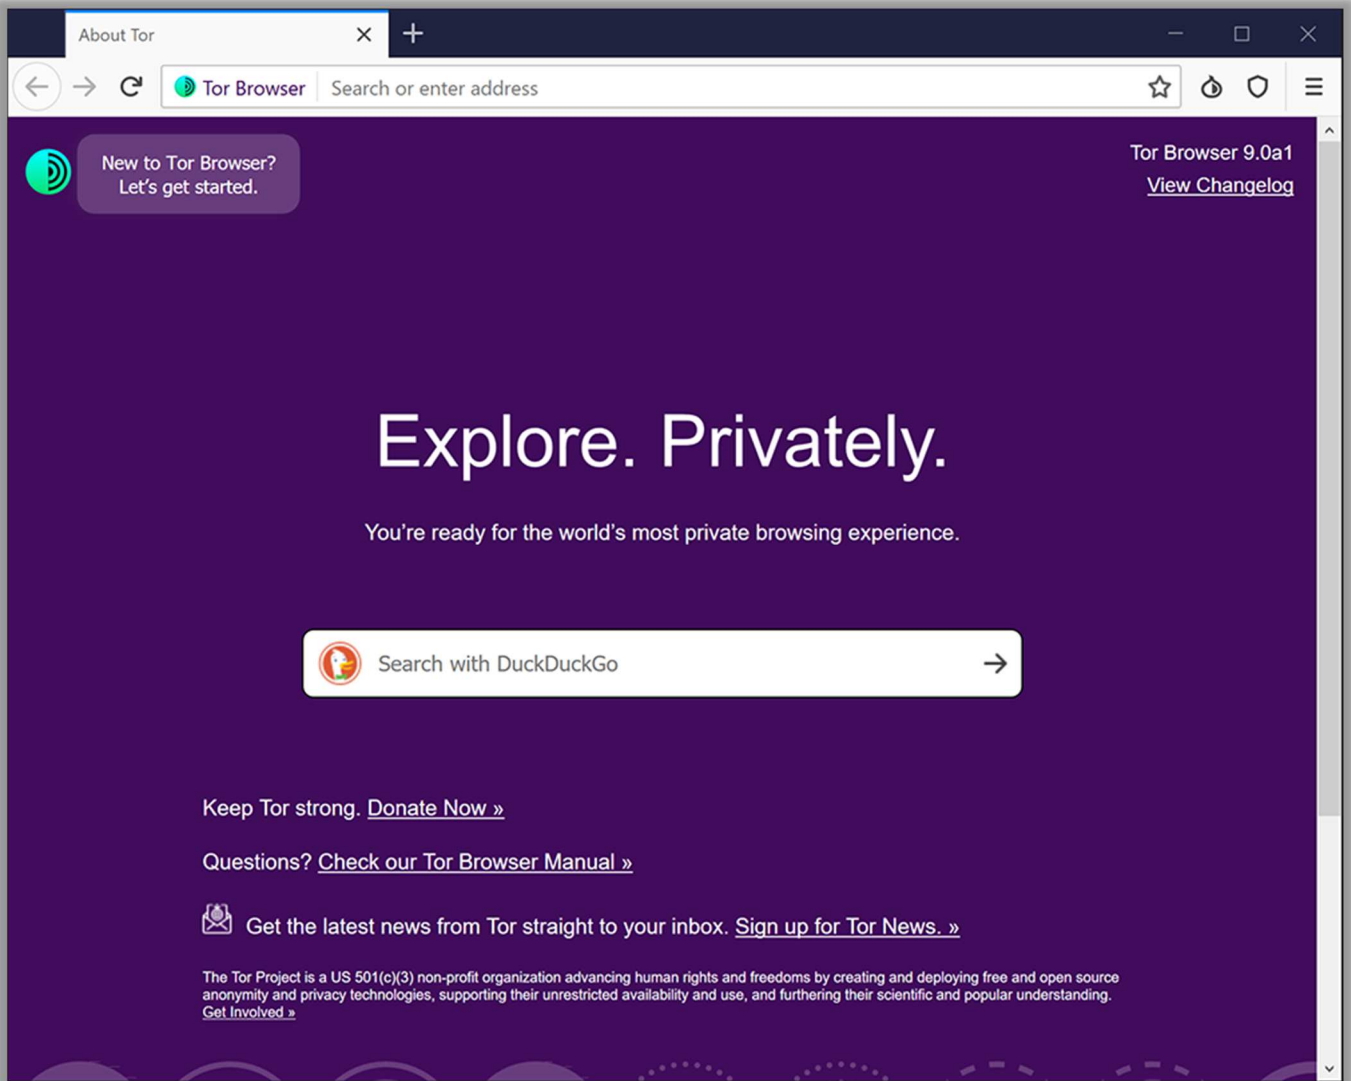 About Tor
Tor Browser
Search or enter address
New to Tor Browser?
Let’s get started.
Tor Browser 9.0a1
View Changelog
Explore. Privately.
You’re ready for the world’s most private browsing experience.
Search with DuckDuckGo
Keep Tor strong. Donate Now »
Questions? Check our Tor Browser Manual »
Get the latest news from Tor straight to your inbox. Sign up for Tor News. »
The Tor Project is a US 501(c)(3) non-profit organization advancing human rights and freedoms by creating and deploying free and open source
anonymity and privacy technologies, supporting their unrestricted availability and use, and furthering their scientific and popular understanding.
Get Involved »